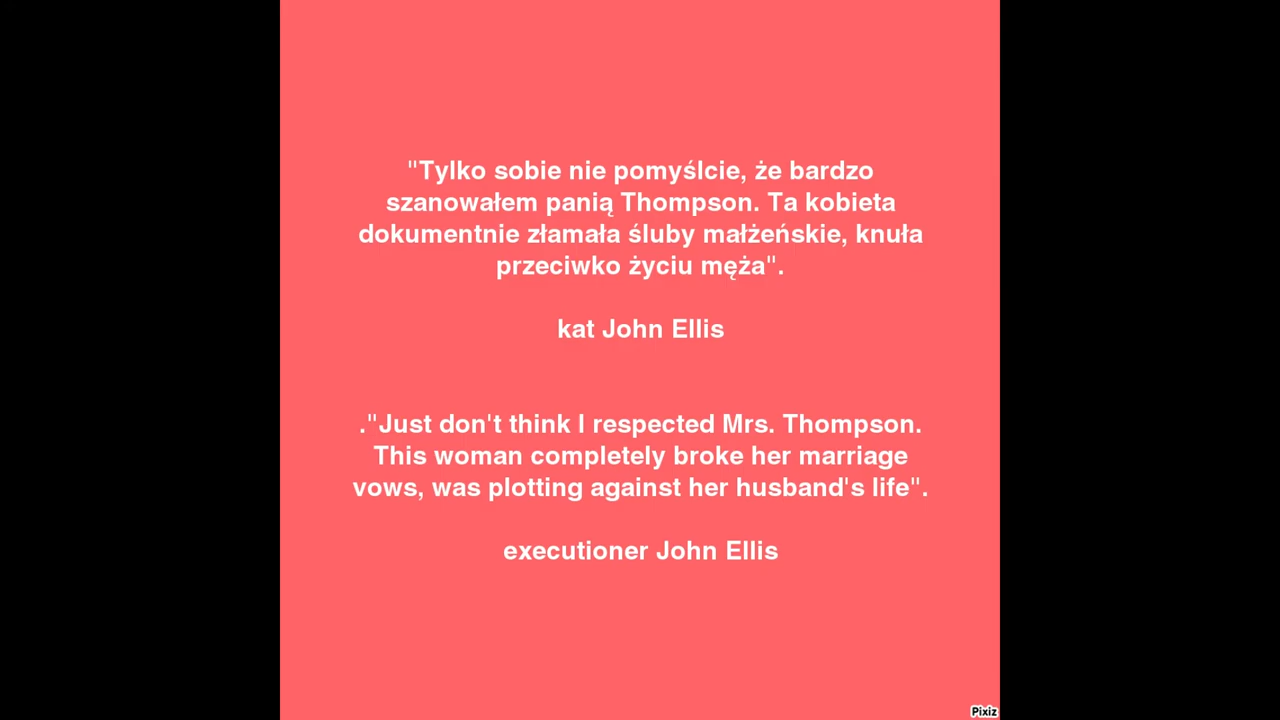 "Tylko sobie nie pomyślcie, że bardzo
szanowałem panią Thompson. Ta kobieta
dokumentnie złamała śluby małżeńskie, knuła
przeciwko życiu męża".
kat John Ellis
."Just don't think I respected Mrs. Thompson.
This woman completely broke her marriage
vows, was plotting against her husband's life".
executioner John Ellis
Pixiz